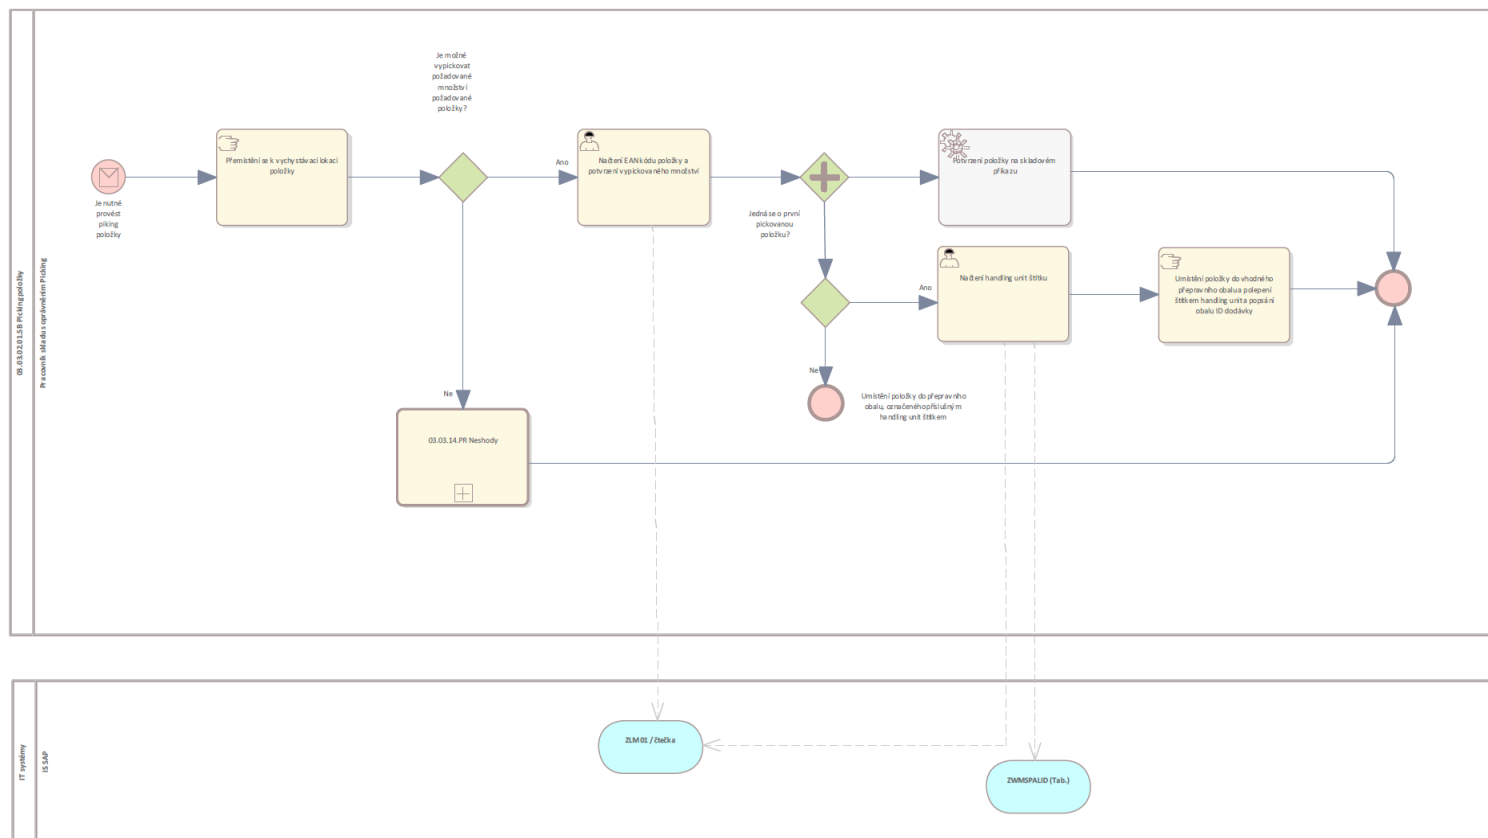 03.03.02.01.SB Picking položky
Pracovník skladu s oprávněním Picking
Je nutné
provést
piking
položky
Přemístění se k vychystávací lokaci
položky
Je možné
vypickovat
požadované
množství
požadované
položky?
Ano
Ne
Načtení EAN kódu položky a
potvrzení vypickovaného množství
03.03.14.PR Neshody
Jedná se o první
pickovanou
položku?
Potvrzení položky na skladovém
příkazu
Ano
Načtení handling unit štítku
Umístění položky do vhodného
přepravního obalu a polepení
štítkem handling unit a popsání
obalu ID dodávky
Ne
Umístění položky do přepravního
obalu, označeného příslušným
handling unit štítkem
IT systémy
IS SAP
ZLM01 / čtečka
ZWMSPALID (Tab.)